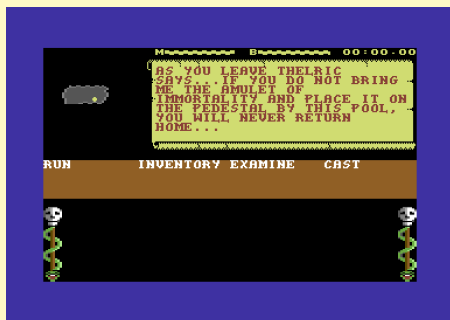 M B 00:00.00
AS YOU LEAVE THELRIC
SAYS...IF YOU DO NOT BRING
ME THE AMULET OF
IMMORTALITY AND PLACE IT ON
THE PEDESTAL BY THIS POOL,
YOU WILL NEVER RETURN
HOME...
RUN INVENTORY EXAMINE CAST